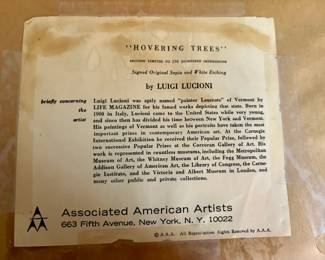 "HOVERING TREES"
EDITION LIMITED TO 250 SIGNATURED IMPRESSIONS
Signed Original Sepia and White Etching
by LUIGI LUCIONI
briefly concerning the artist
Luigi Lucioni was aptly named "painter Laureate" of Vermont by
LIFE MAGAZINE for his famed works depicting that state. Born
in 1900 in Italy, Lucioni came to the United States while very young,
and since then has divided his time between New York and Vermont.
His paintings of Vermont as well as his portraits have taken the most
important prizes in contemporary American art. At the Carnegie
International Exhibition he received their Popular Prize, followed by
two successive Popular Prizes at the Corcoran Gallery of Art. His
work is represented in countless museums, including the Metropolitan
Museum of Art, the Whitney Museum of Art, the Fogg Museum, the
Addison Gallery of American Art, the Library of Congress, the Carne-
gie Institute, and the Victoria and Albert Museum in London, and
many other public and private collections.
Associated American Artists
663 Fifth Avenue, New York. N. Y. 10022
© A.A.A. All Reproduction Rights Reserved by A.A.A.